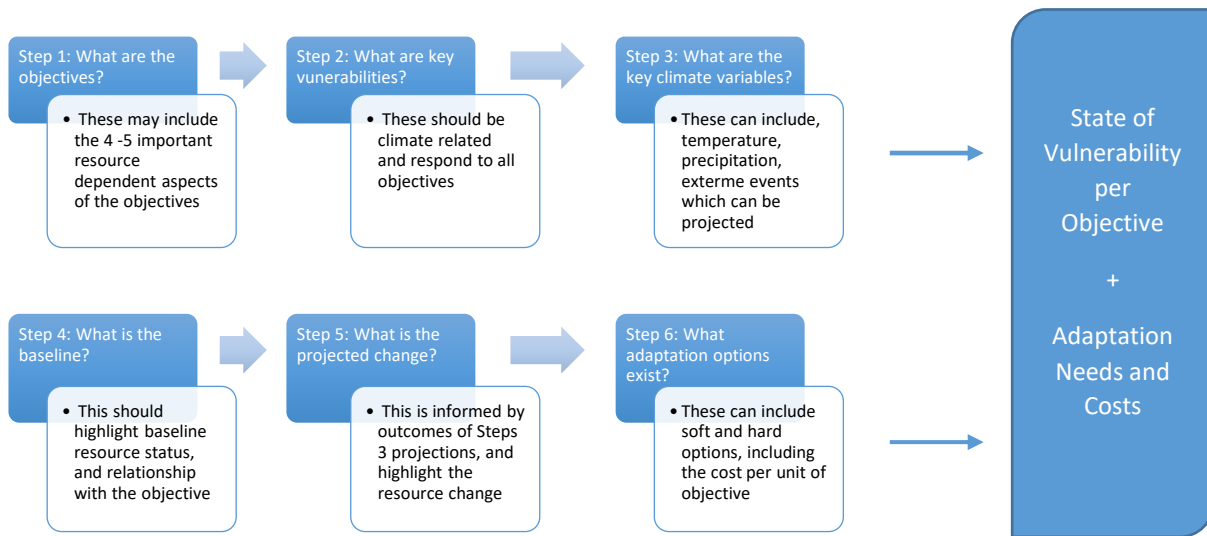 Step 1: What are the
objectives?
• These may include
the 4 -5 important
resource
dependent aspects
of the objectives
Step 2: What are key
vunerabilities?
• These should be
climate related
and respond to all
objectives
Step 3: What are the
key climate variables?
• These can include,
temperature,
precipitation,
exterme events
which can be
projected
Step 4: What is the
baseline?
• This should
highlight baseline
resource status,
and relationship
with the objective
Step 5: What is the
projected change?
• This is informed by
outcomes of Steps
3 projections, and
highlight the
resource change
Step 6: What
adaptation options
exist?
• These can include
soft and hard
options, including
the cost per unit of
objective
State of
Vulnerability
per
Objective
+
Adaptation
Needs and
Costs